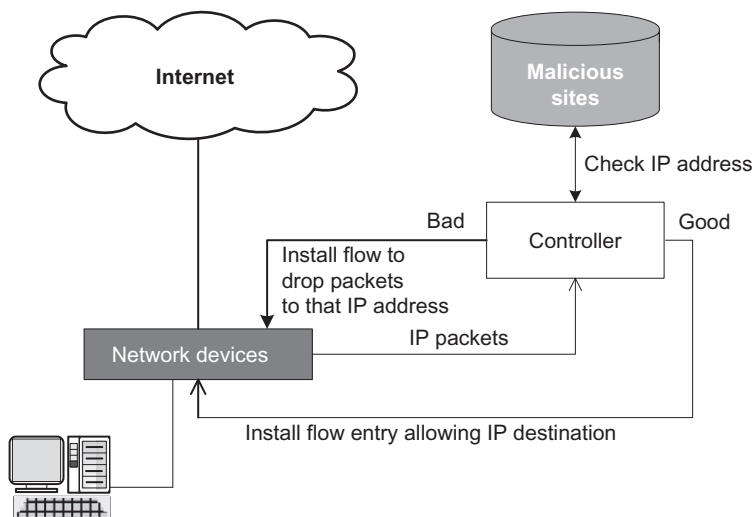 Internet
Malicious
sites
Check IP address
Bad
Good
Controller
Install flow to
drop packets
to that IP address
IP packets
Network devices
Install flow entry allowing IP destination